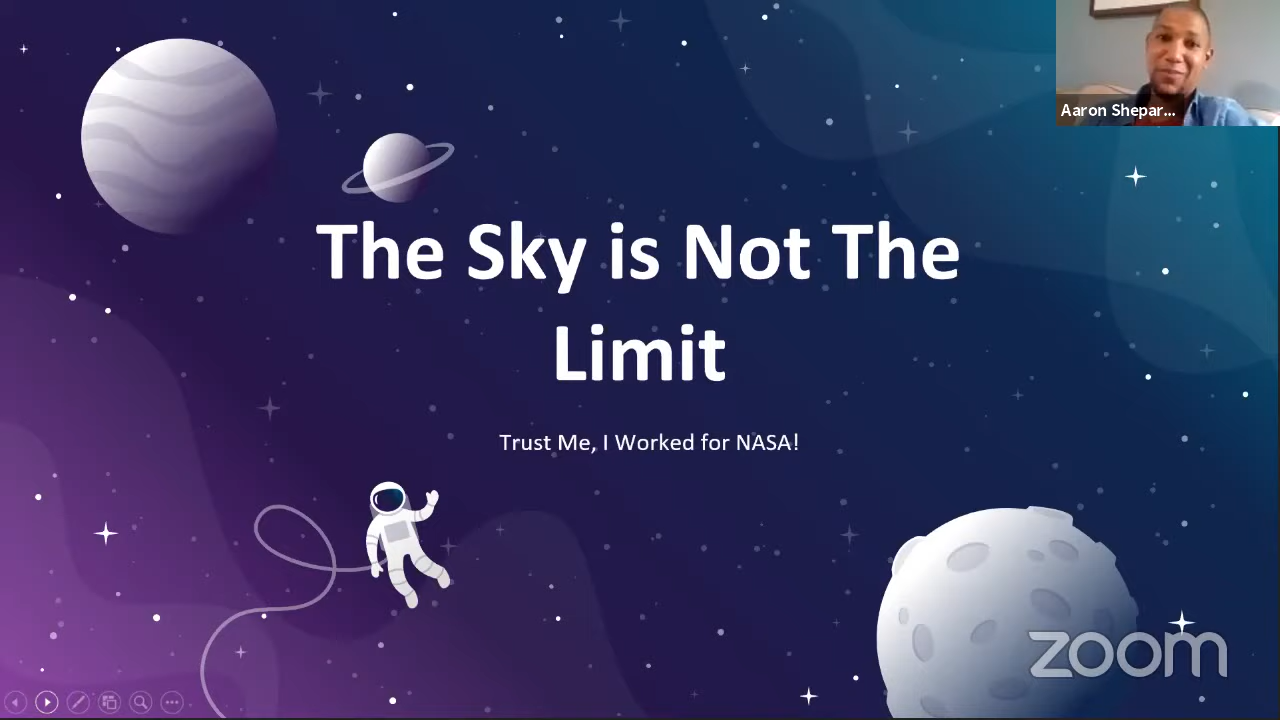 Aaron Shepar...
The Sky is Not The
Limit
Trust Me, I Worked for NASA!
zoom